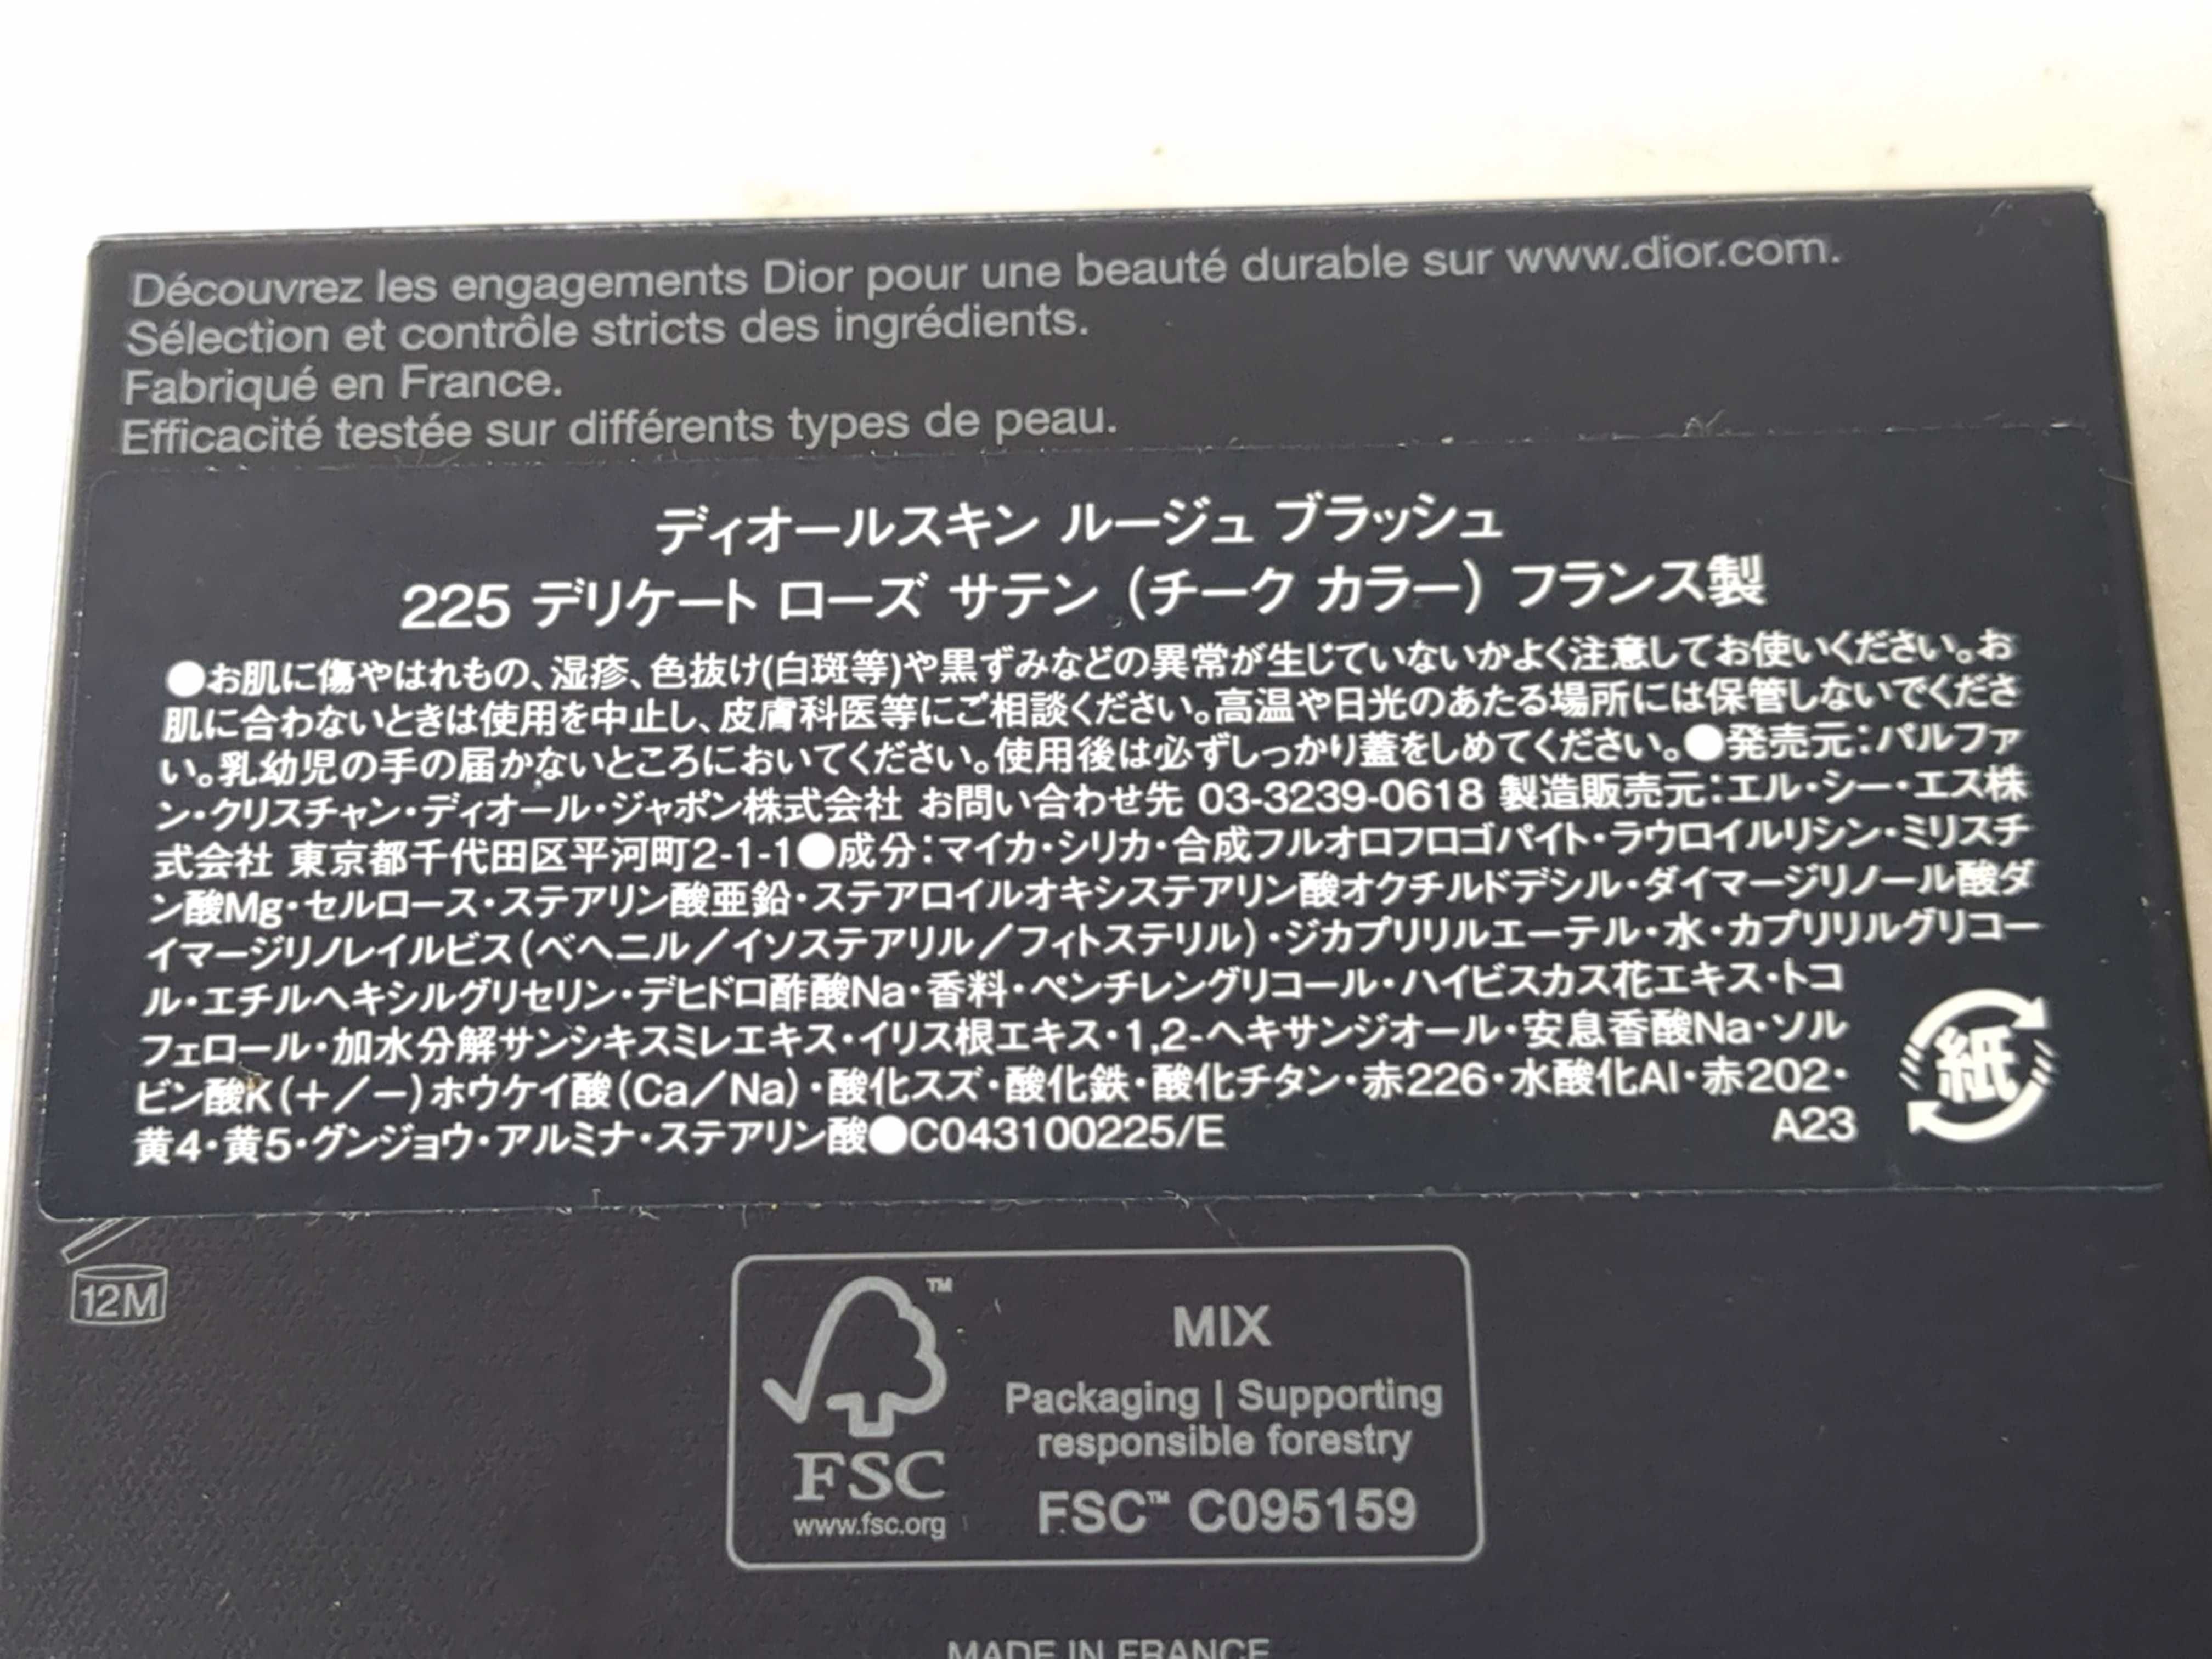 Découvrez les engagements Dior pour une beauté durable sur www.dior.com.
Sélection et contrôle stricts des ingrédients.
Fabriqué en France.
Efficacité testée sur différents types de peau.
ディオールスキン ルージュ ブラッシュ
225 デリケート ローズ サテン（チーク カラー）フランス製
●お肌に傷やはれもの、湿疹、色抜け(白斑等)や黒ずみなどの異常が生じていないかよく注意してお使いください。お
肌に合わないときは使用を中止し、皮膚科医等にご相談ください。高温や日光のあたる場所には保管しないでくださ
い。乳幼児の手の届かないところにおいてください。使用後は必ずしっかり蓋をしめてください。●発売元：パルファ
ン・クリスチャン・ディオール・ジャポン株式会社 お問い合わせ先 03-3239-0618 製造販売元：エル・シー・エス株
式会社 東京都千代田区平河町2-1-1●成分：マイカ・シリカ・合成フルオロフロゴパイト・ラウロイルリシン・ミリスチ
ン酸Mg・セルロース・ステアリン酸亜鉛・ステアロイルオキシステアリン酸オクチルドデシル・ダイマージリノール酸ダ
イマージリノレイルビス（ベヘニル／イソステアリル／フィトステリル）・ジカプリリルエーテル・水・カプリリルグリコー
ル・エチルヘキシルグリセリン・デヒドロ酢酸Na・香料・ペンチレングリコール・ハイビスカス花エキス・トコ
フェロール・加水分解サンシキスミレエキス・イリス根エキス・1,2-ヘキサンジオール・安息香酸Na・ソル
ビン酸K（＋／－）ホウケイ酸（Ca／Na）・酸化スズ・酸化鉄・酸化チタン・赤226・水酸化Al・赤202・
黄4・黄5・グンジョウ・アルミナ・ステアリン酸●C043100225/E
A23
紙
12M
MIX
Packaging | Supporting
responsible forestry
FSC™ C095159
™
FSC
www.fsc.org
MADE IN FRANCE